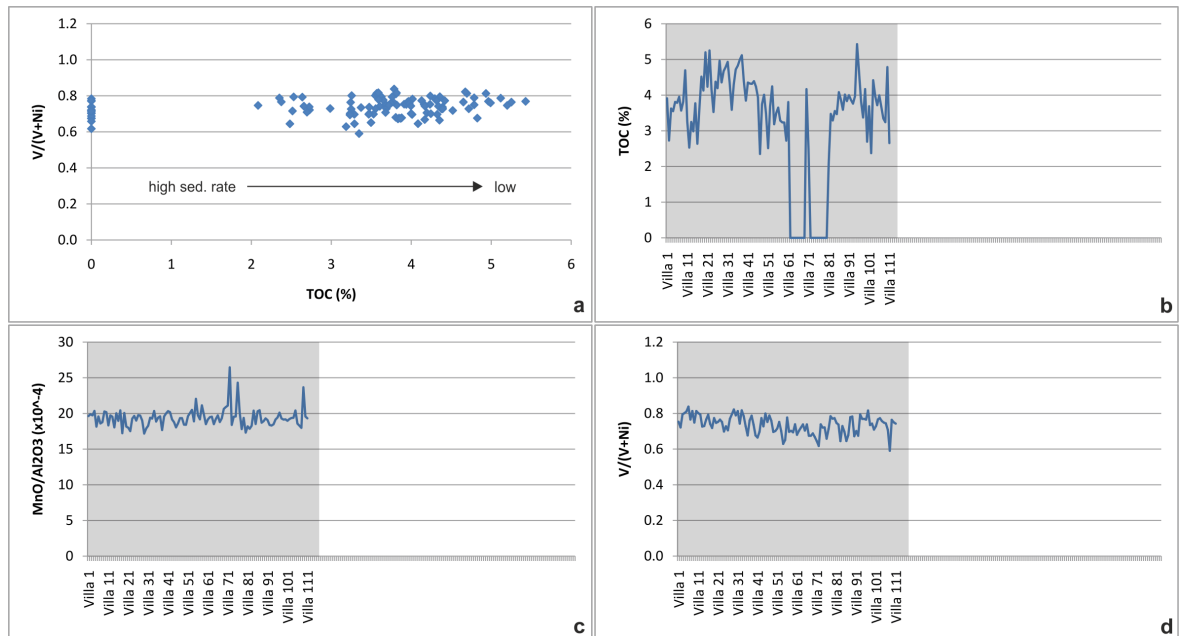 1.2
1.0
0.8
0.6
0.4
0.2
0.0
V/(V+Ni)
high sed. rate
low
0 1 2 3 4 5 6
TOC (%)
a
6
5
4
3
2
1
0
TOC (%)
Villa 1 Villa 11 Villa 21 Villa 31 Villa 41 Villa 51 Villa 61 Villa 71 Villa 81 Villa 91 Villa 101 Villa 111
b
30
25
20
15
10
5
0
MnO/Al2O3 (x10^-4)
Villa 1 Villa 11 Villa 21 Villa 31 Villa 41 Villa 51 Villa 61 Villa 71 Villa 81 Villa 91 Villa 101 Villa 111
c
1.2
1.0
0.8
0.6
0.4
0.2
0.0
V/(V+Ni)
Villa 1 Villa 11 Villa 21 Villa 31 Villa 41 Villa 51 Villa 61 Villa 71 Villa 81 Villa 91 Villa 101 Villa 111
d